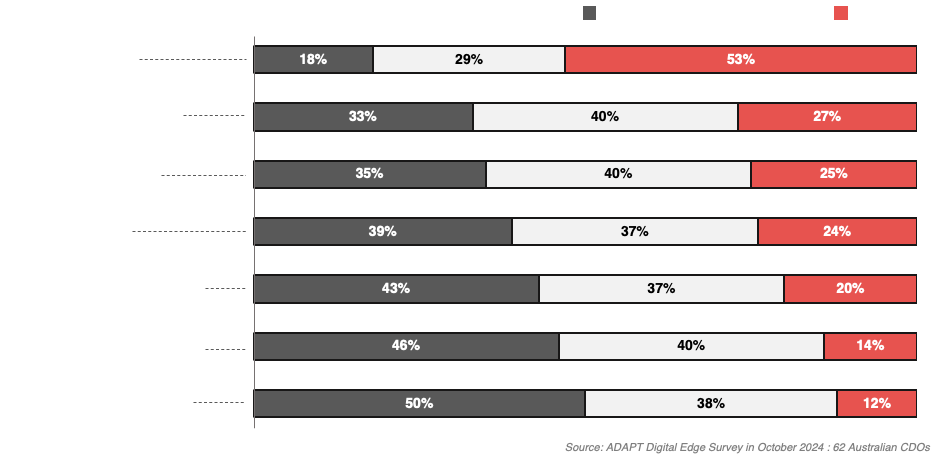 18% 29% 53%
33% 40% 27%
35% 40% 25%
39% 37% 24%
43% 37% 20%
46% 40% 14%
50% 38% 12%
Source: ADAPT Digital Edge Survey in October 2024 : 62 Australian CDOs